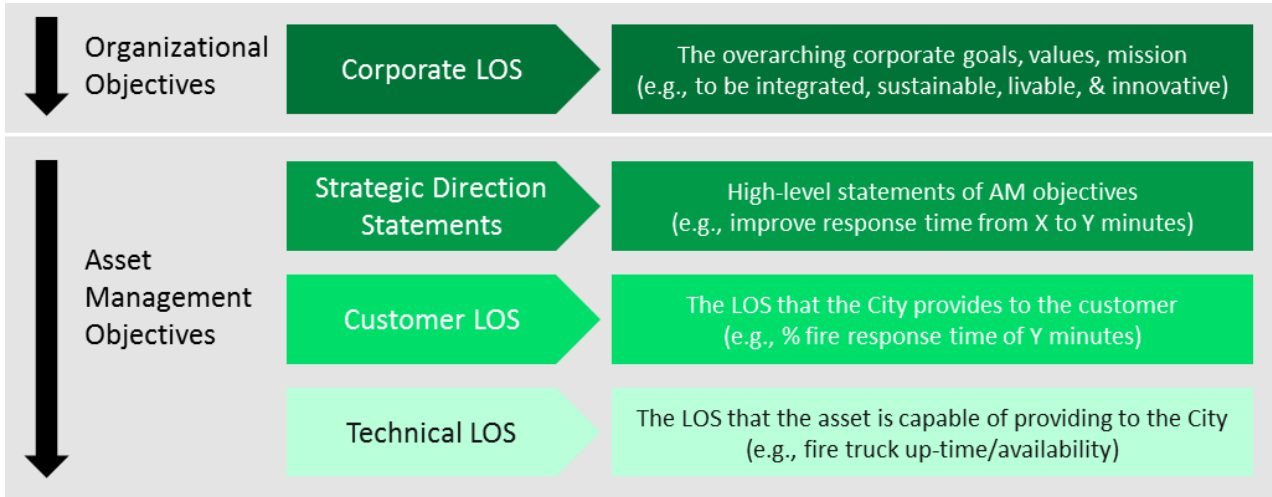 Organizational
Objectives
Corporate LOS
The overarching corporate goals, values, mission
(e.g., to be integrated, sustainable, livable, & innovative)
Asset
Management
Objectives
Strategic Direction
Statements
High-level statements of AM objectives
(e.g., improve response time from X to Y minutes)
Customer LOS
The LOS that the City provides to the customer
(e.g., % fire response time of Y minutes)
Technical LOS
The LOS that the asset is capable of providing to the City
(e.g., fire truck up-time/availability)